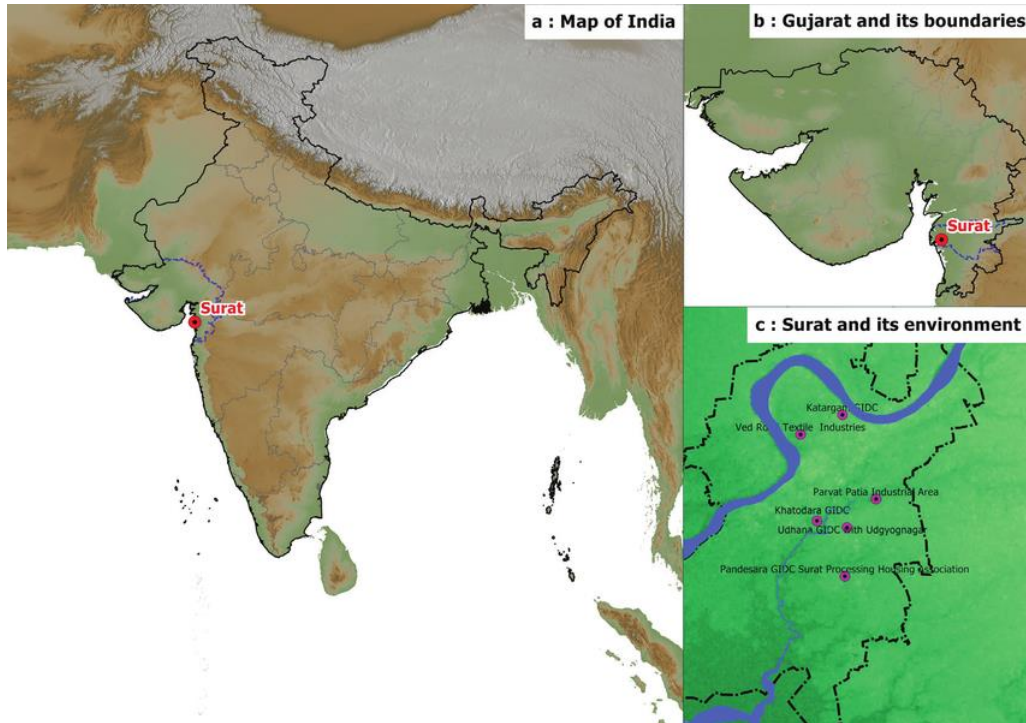 a : Map of India
Surat
b : Gujarat and its boundaries
Surat
c : Surat and its environment
Katargam GIDC
Ved Road Textile Industries
Parvat Patia Industrial Area
Khatodara GIDC
Udhana GIDC with Udgyognagar
Pandesara GIDC Surat Processing Housing Association